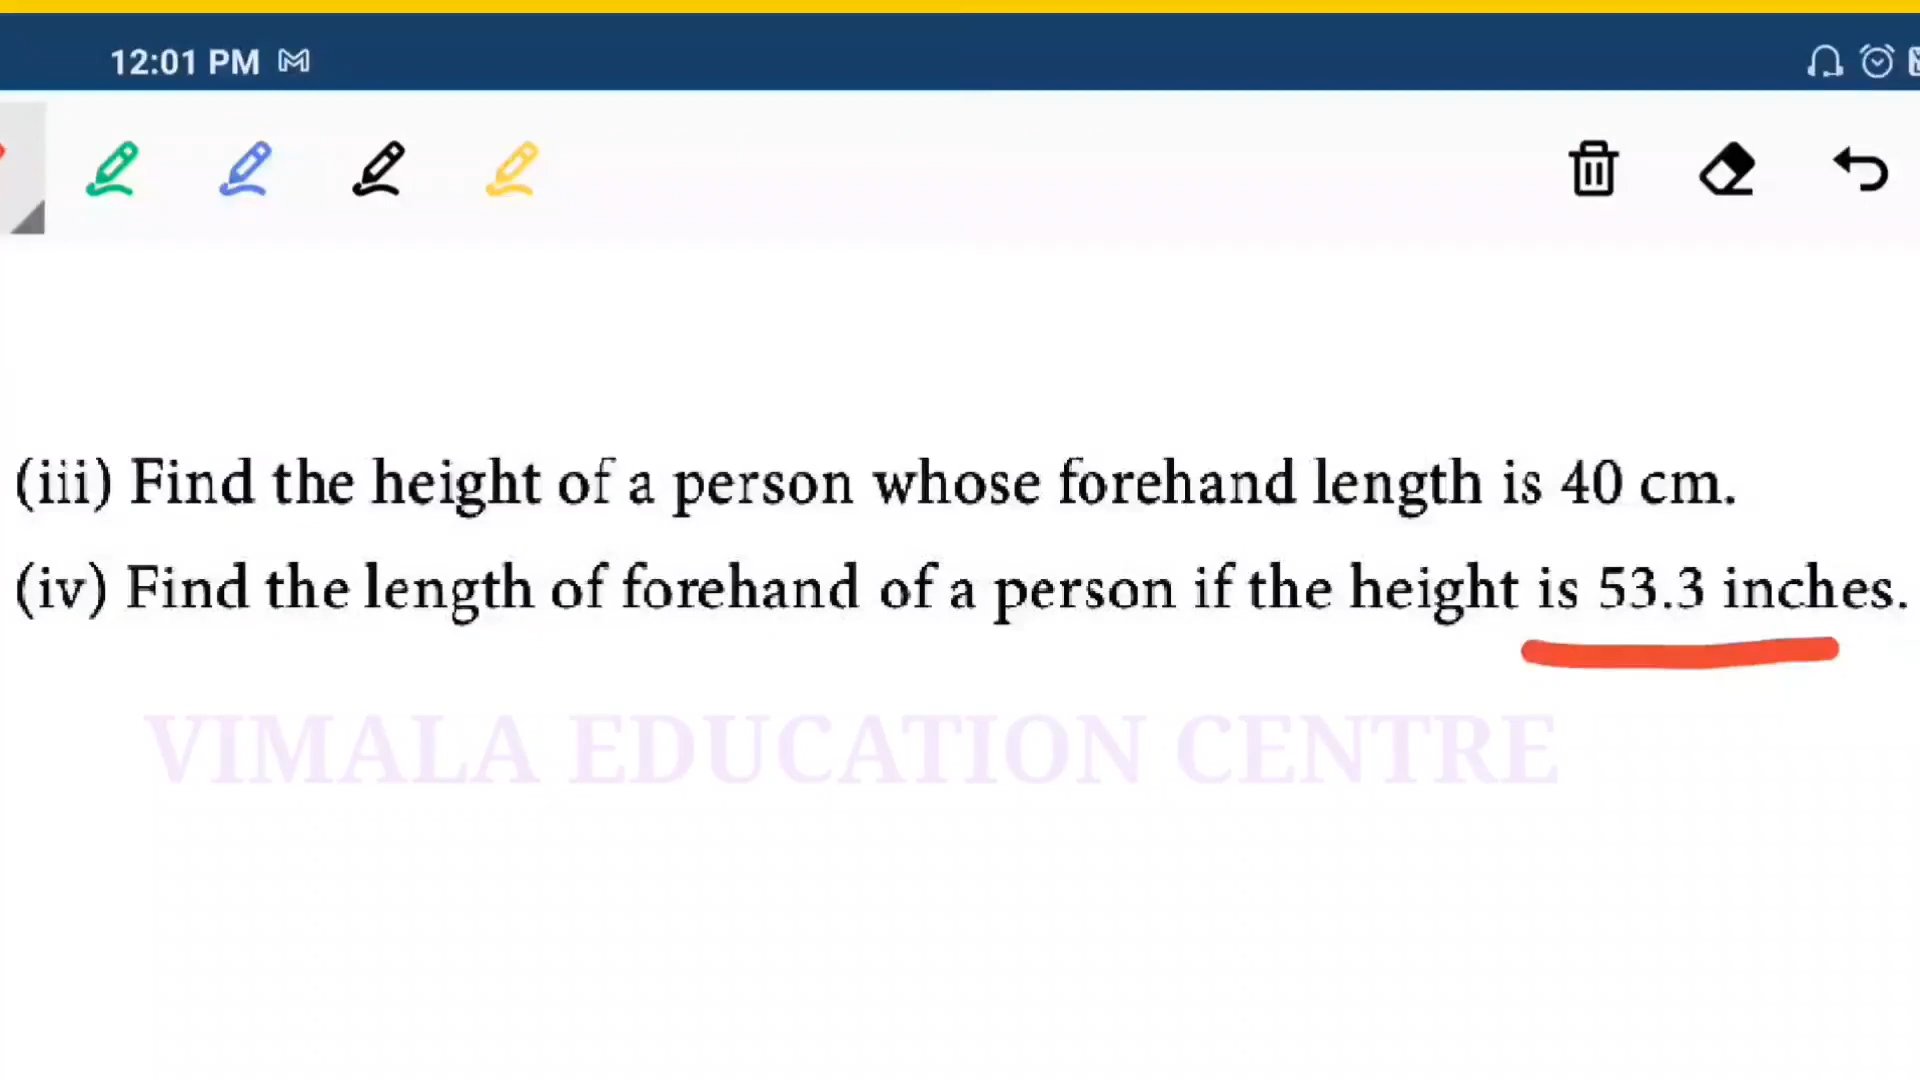 12:01 PM
(iii) Find the height of a person whose forehand length is 40 cm.
(iv) Find the length of forehand of a person if the height is 53.3 inches.
VIMALA EDUCATION CENTRE